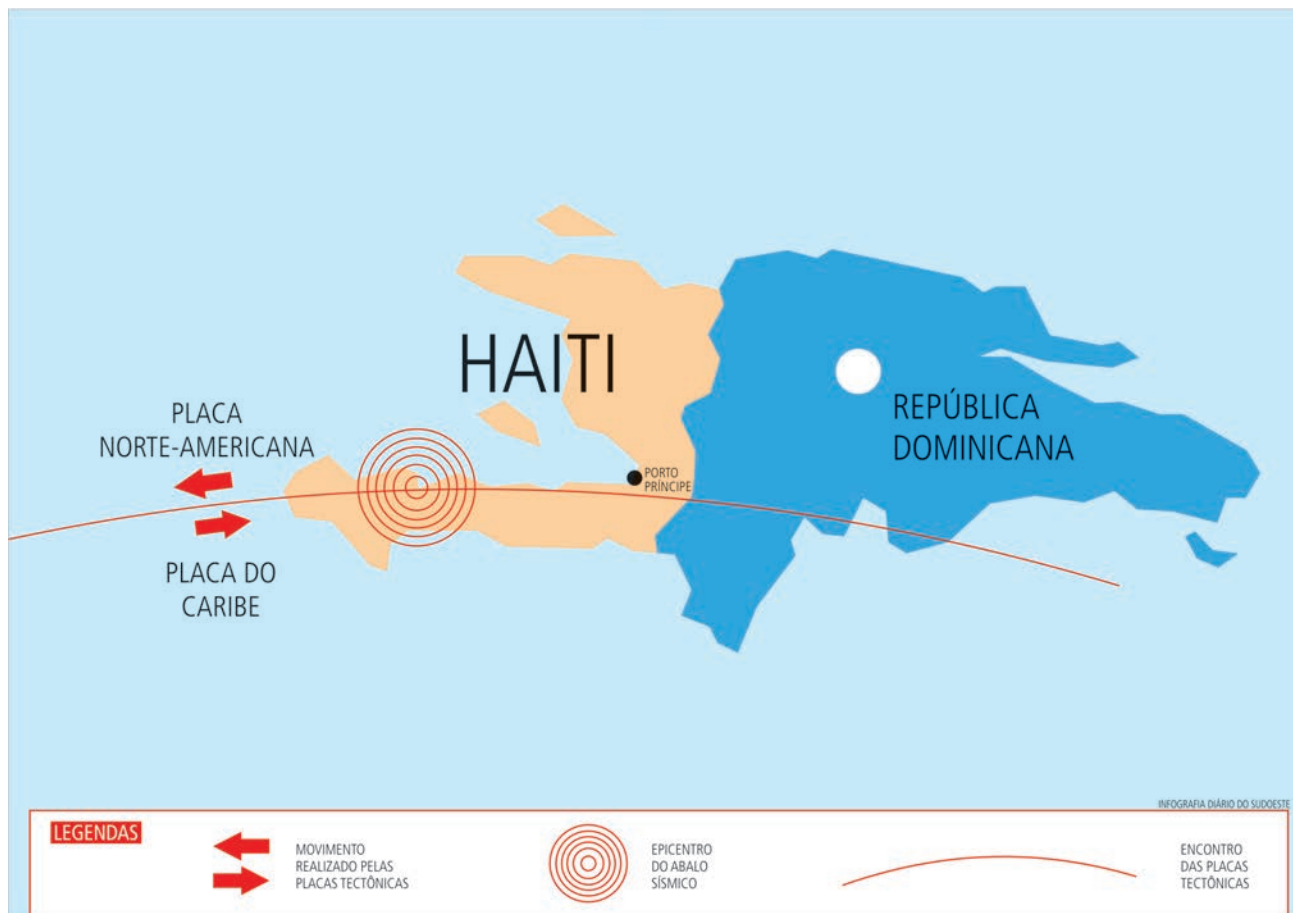 HAITI
REPÚBLICA
DOMINICANA
PLACA
NORTE-AMERICANA
PORTO
PRÍNCIPE
PLACA DO
CARIBE
INFOGRAFIA DIÁRIO DO SUDOESTE
LEGENDAS
MOVIMENTO
REALIZADO PELAS
PLACAS TECTÔNICAS
EPICENTRO
DO ABALO
SÍSMICO
ENCONTRO
DAS PLACAS
TECTÔNICAS